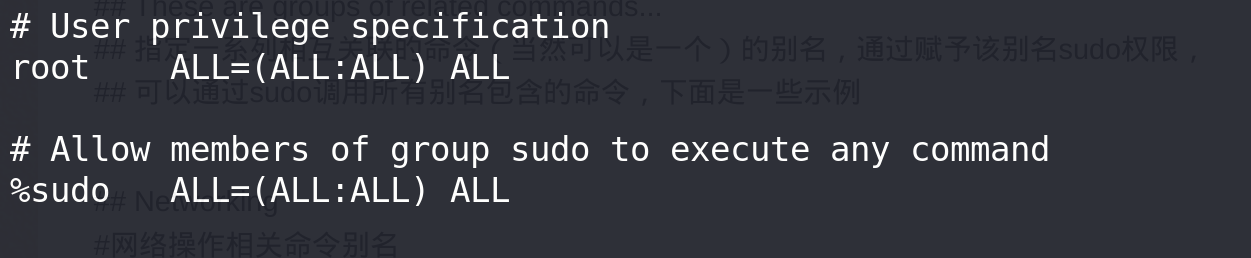 ## These are groups of related commands...
# User privilege specification
## 指定一系列相互关联的命令（当然可以是一个）的别名，通过赋予该别名sudo权限，
root    ALL=(ALL:ALL) ALL
## 可以通过sudo调用所有别名包含的命令，下面是一些示例
# Allow members of group sudo to execute any command
%sudo   ALL=(ALL:ALL) ALL
## Networking
#网络操作相关命令别名